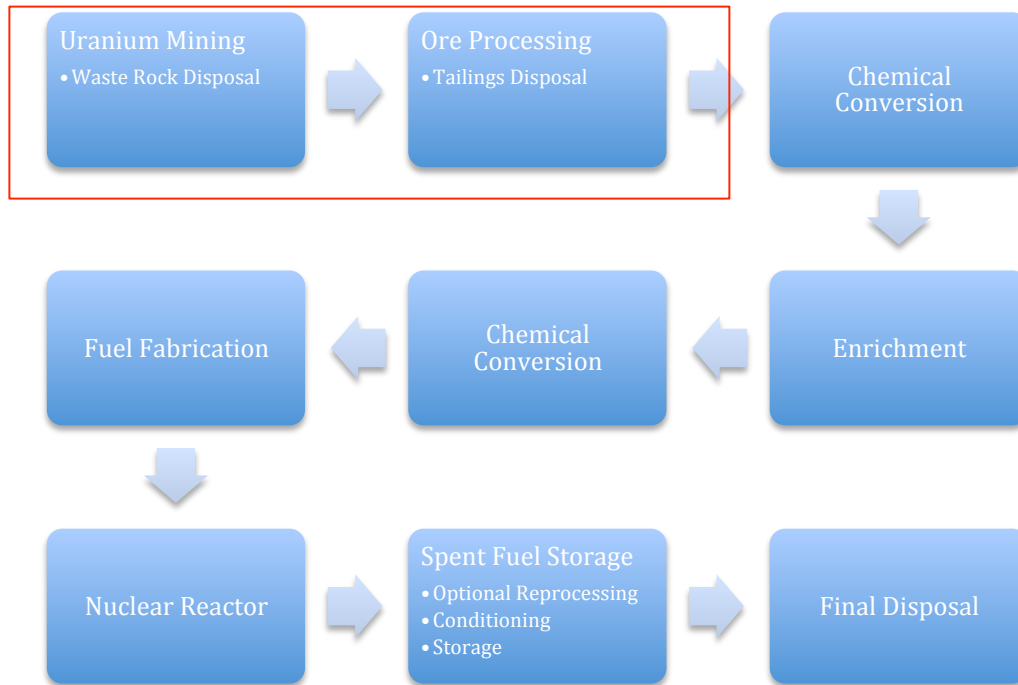 Uranium Mining
• Waste Rock Disposal
Ore Processing
• Tailings Disposal
Chemical
Conversion
Enrichment
Chemical
Conversion
Fuel Fabrication
Nuclear Reactor
Spent Fuel Storage
• Optional Reprocessing
• Conditioning
• Storage
Final Disposal